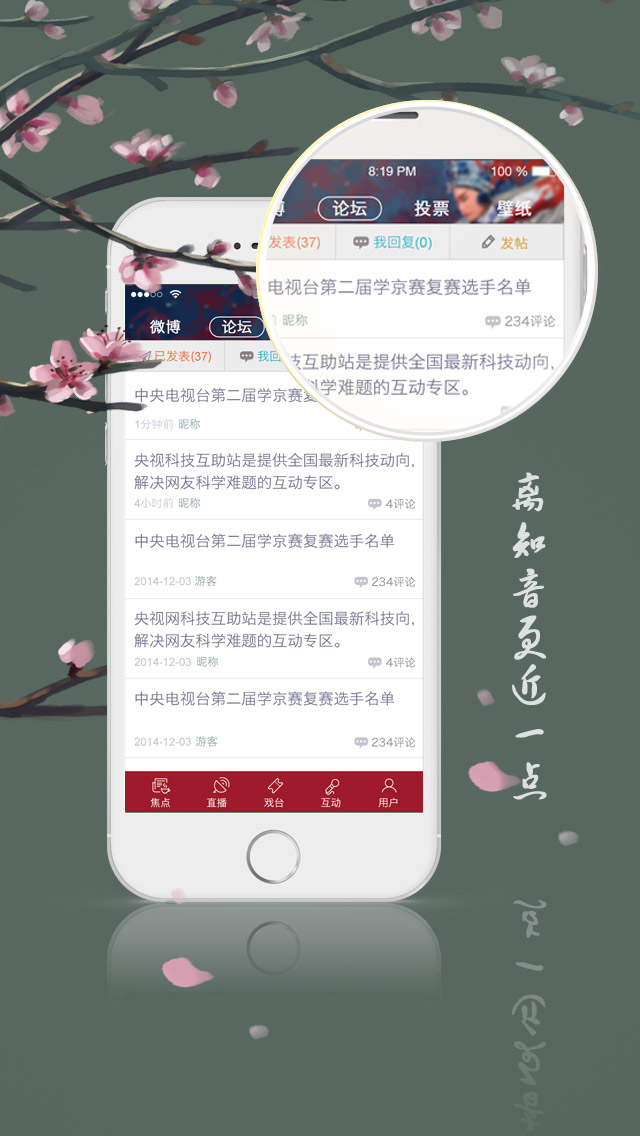 8:19 PM 100 %
博 论坛 投票 壁纸
发表(37) 我回复(0) 发帖
电视台第二届学京赛复赛选手名单
昵称 234评论
技互助站是提供全国最新科技动向,
科学难题的互动专区。
微博 论坛
已发表(37) 我回
中央电视台第二届学京赛复赛
1分钟前 昵称
央视科技互助站是提供全国最新科技动向,
解决网友科学难题的互动专区。
4小时前 昵称 4评论
中央电视台第二届学京赛复赛选手名单
2014-12-03 游客 234评论
央视网科技互助站是提供全国最新科技向,
解决网友科学难题的互动专区。
2014-12-03 昵称 4评论
中央电视台第二届学京赛复赛选手名单
2014-12-03 游客 234评论
焦点 直播 戏台 互动 用户
离知音更近一点